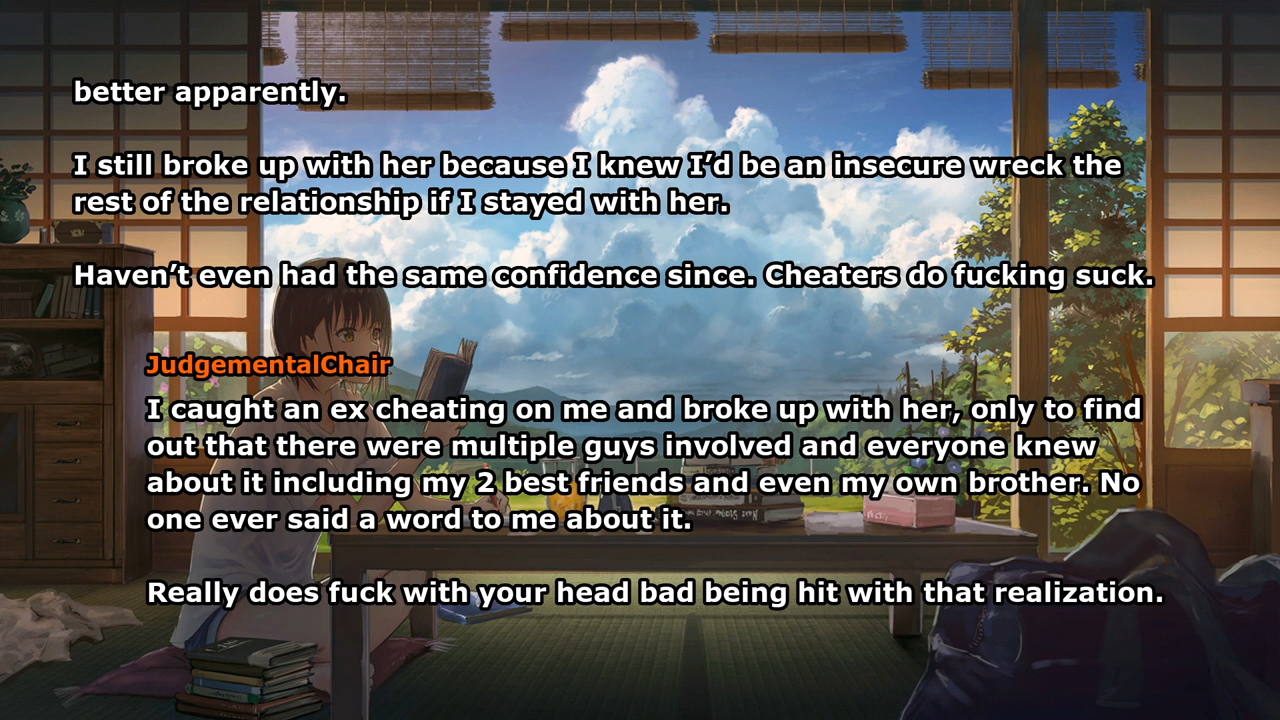 better apparently.
I still broke up with her because I knew I’d be an insecure wreck the
rest of the relationship if I stayed with her.
Haven’t even had the same confidence since. Cheaters do fucking suck.
JudgementalChair
I caught an ex cheating on me and broke up with her, only to find
out that there were multiple guys involved and everyone knew
about it including my 2 best friends and even my own brother. No
one ever said a word to me about it.
Really does fuck with your head bad being hit with that realization.